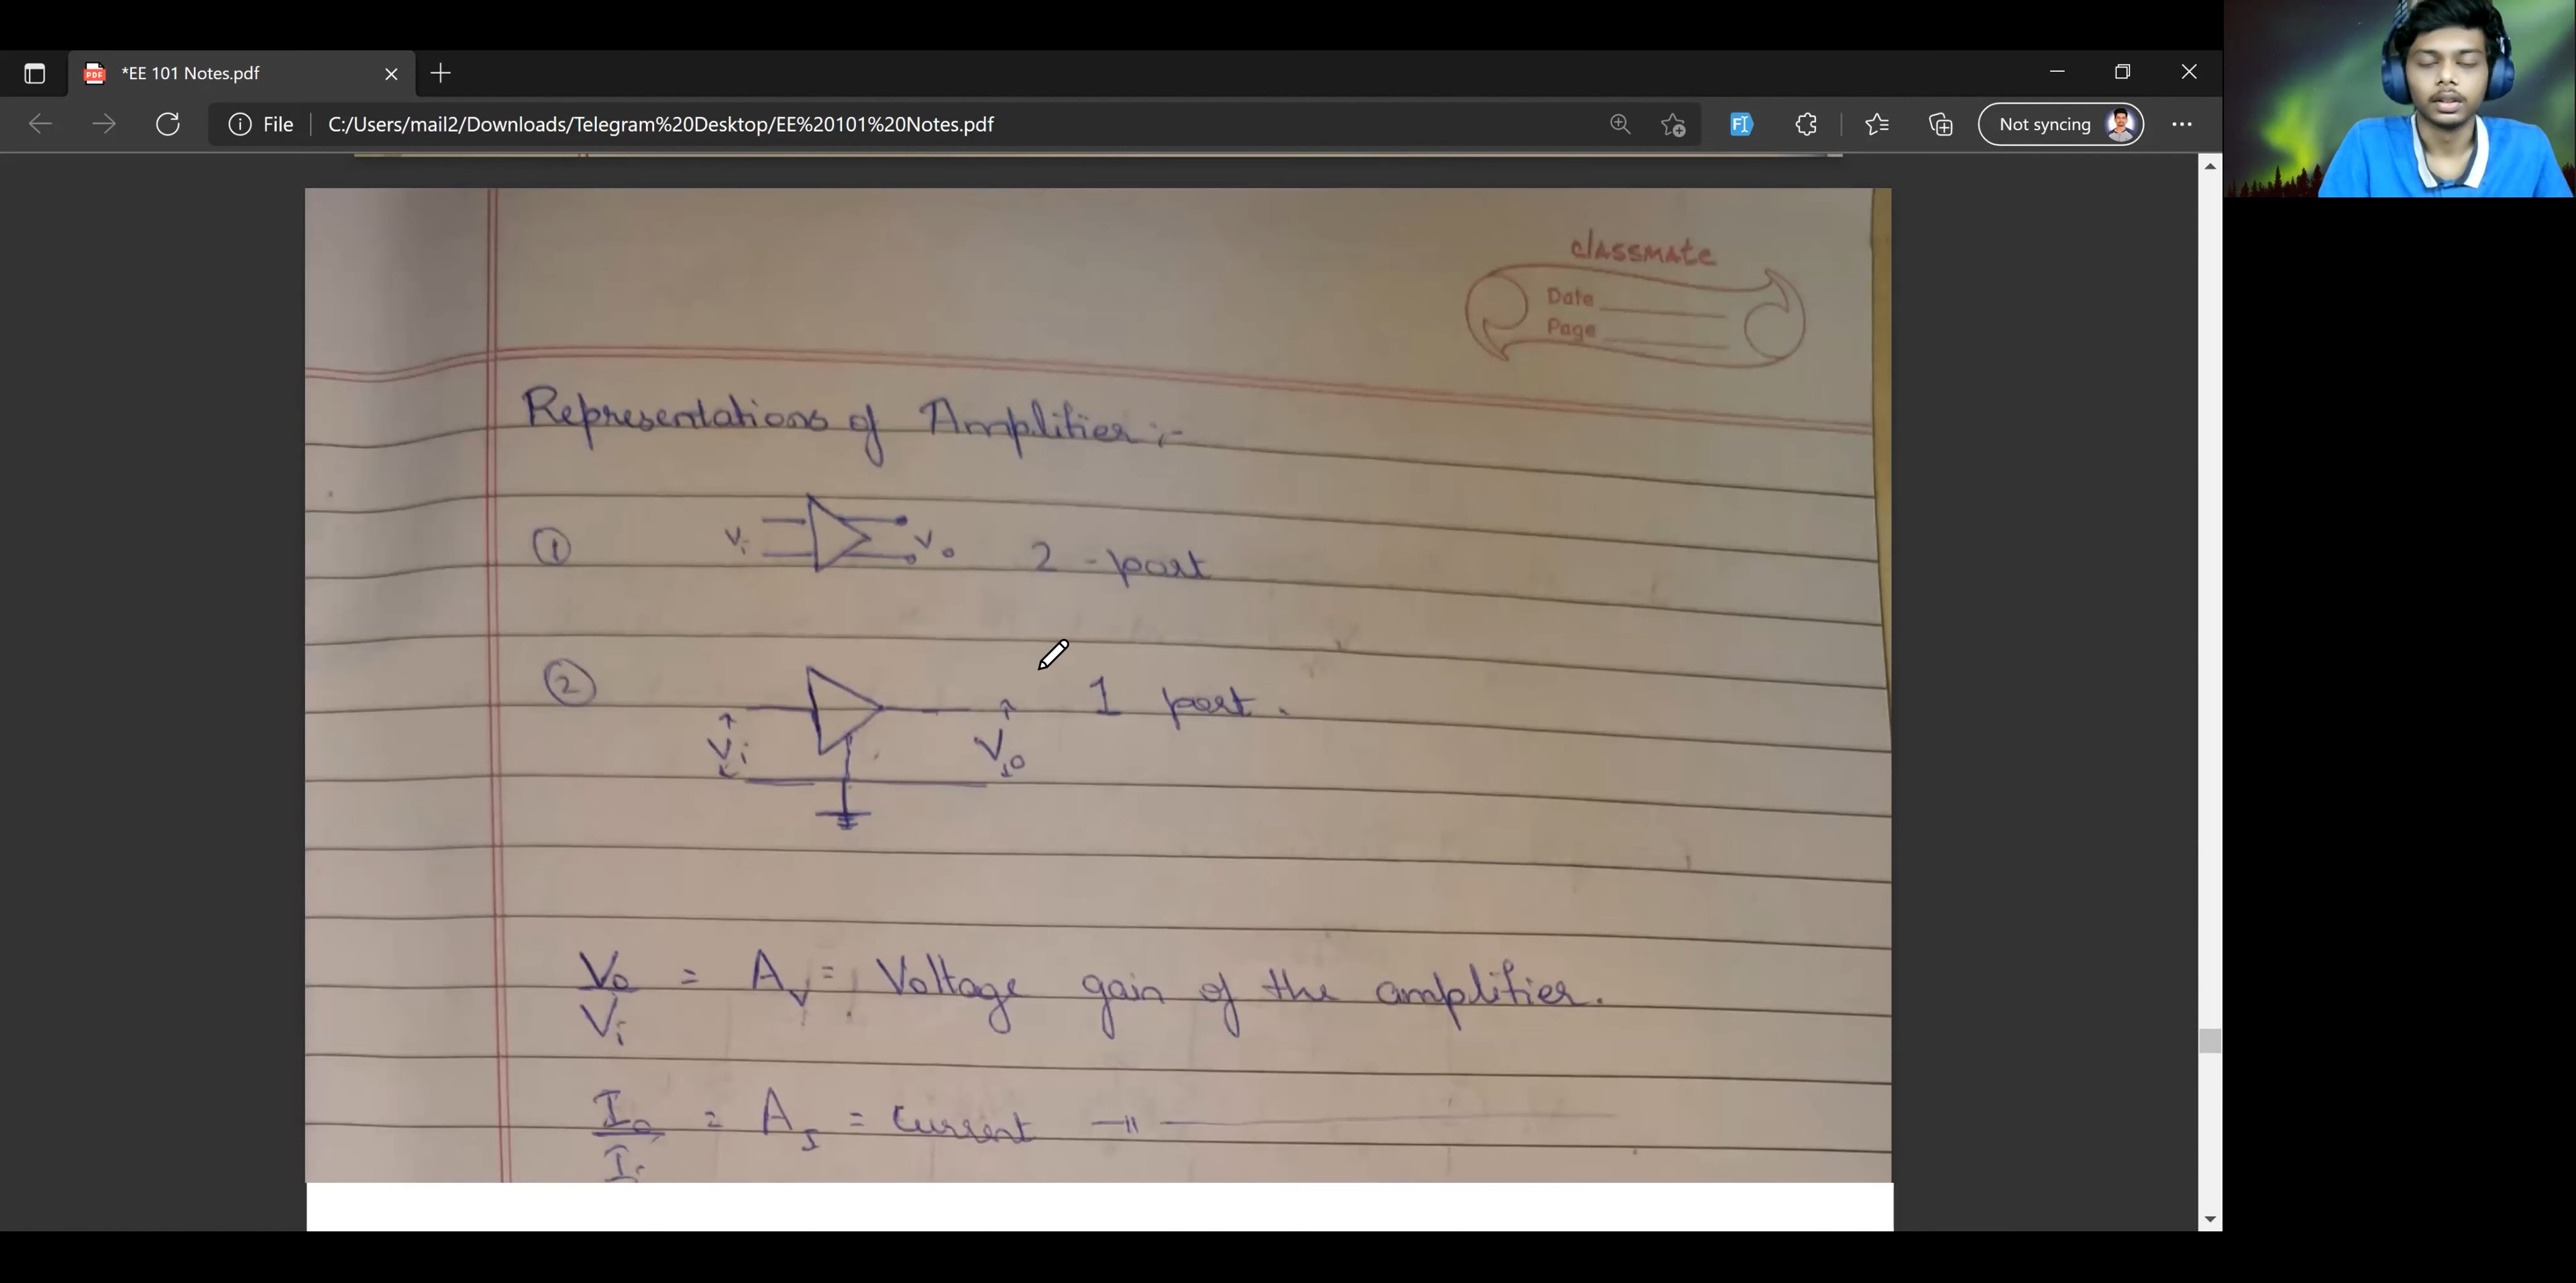 *EE 101 Notes.pdf
File
C:/Users/mail2/Downloads/Telegram%20Desktop/EE%20101%20Notes.pdf
Not syncing
classmate
Date
Page
Representations of Amplifier :-
① Vi Vo 2 - port
② 1 port.
Vi Vo
Vo/Vi = Av = Voltage gain of the amplifier.
Io/Ii = AI = Current —॥—